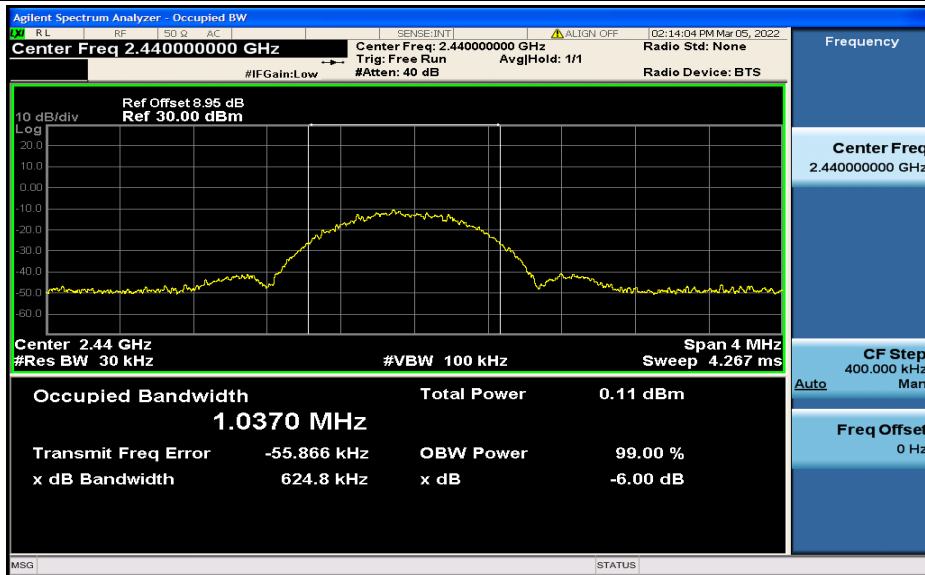 Agilent Spectrum Analyzer - Occupied BW
LXI RL RF 50 Ω AC SENSE:INT ALIGN OFF 02:14:04 PM Mar 05, 2022
Center Freq 2.440000000 GHz
Center Freq: 2.440000000 GHz Radio Std: None
Trig: Free Run Avg|Hold: 1/1
#IFGain:Low #Atten: 40 dB Radio Device: BTS
Ref Offset 8.95 dB
10 dB/div Ref 30.00 dBm
Log
20.0
10.0
0.00
-10.0
-20.0
-30.0
-40.0
-50.0
-60.0
Center 2.44 GHz Span 4 MHz
#Res BW 30 kHz #VBW 100 kHz Sweep 4.267 ms
Occupied Bandwidth Total Power 0.11 dBm
1.0370 MHz
Transmit Freq Error -55.866 kHz OBW Power 99.00 %
x dB Bandwidth 624.8 kHz x dB -6.00 dB
MSG STATUS
Frequency
Center Freq
2.440000000 GHz
CF Step
400.000 kHz
Auto Man
Freq Offset
0 Hz